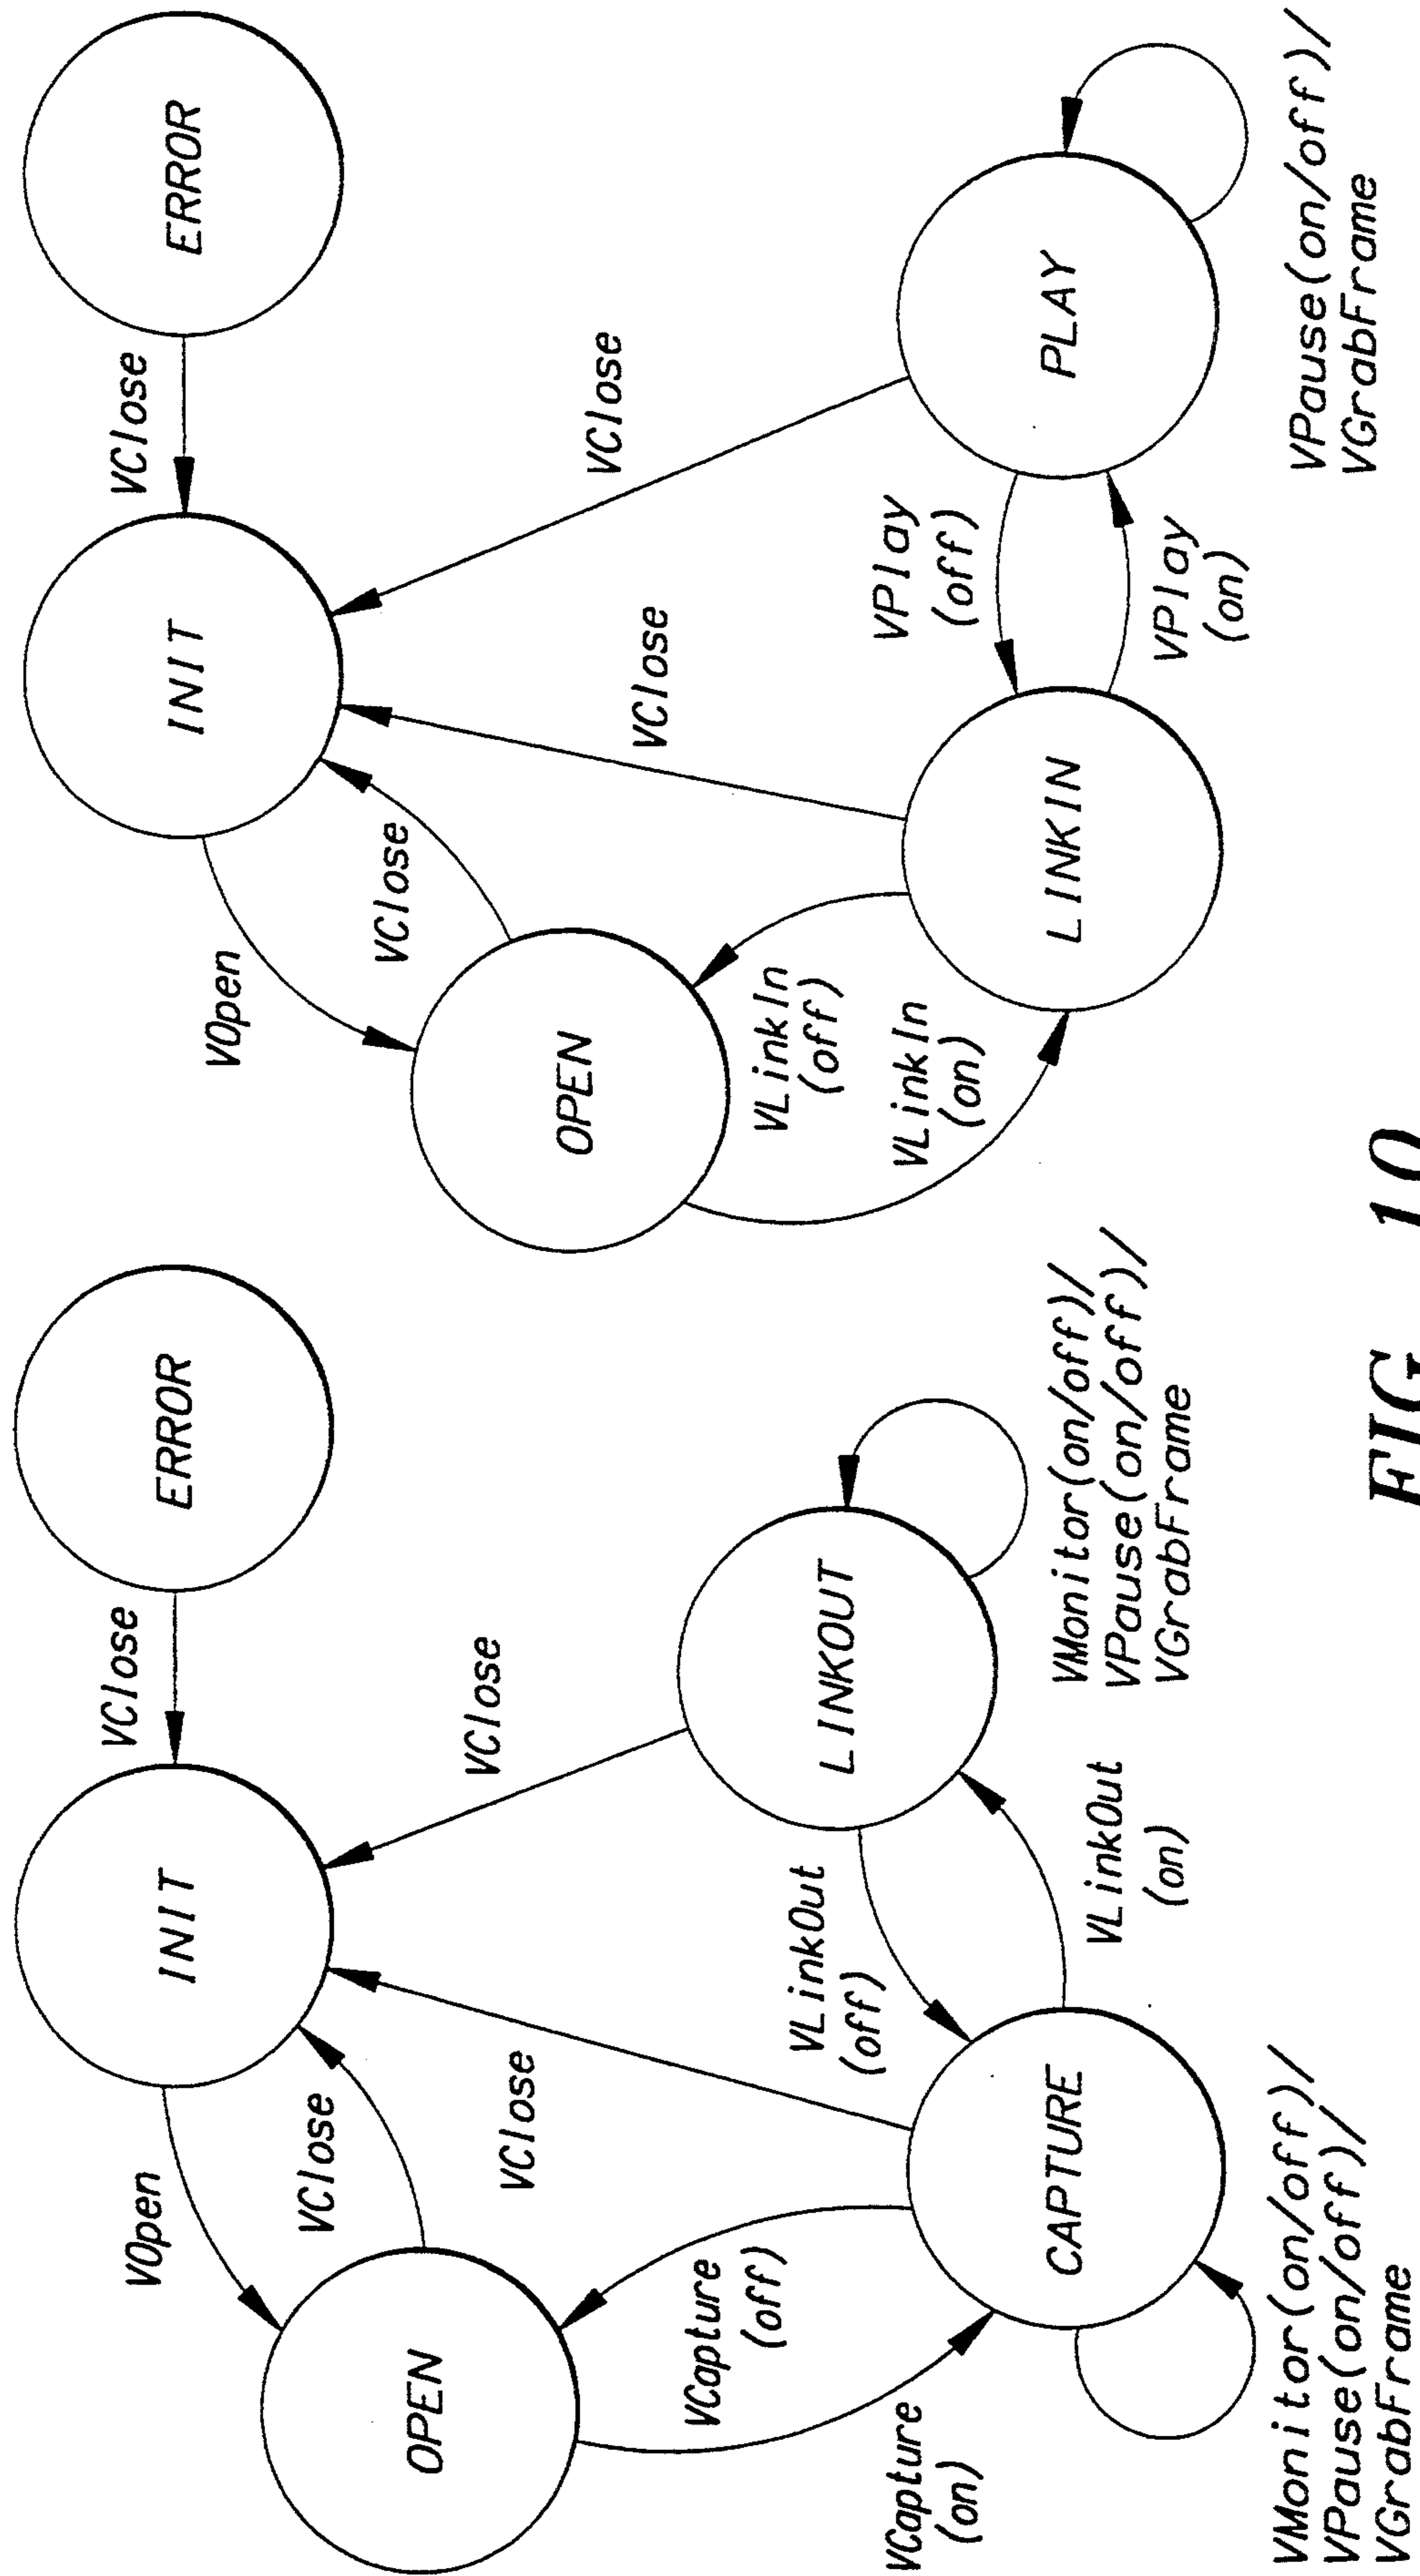 ERROR
VClose
INIT
VOpen
VClose
VClose
VClose
OPEN
LINKOUT
VMonitor(on/off)/
VPause(on/off)/
VGrabFrame
VLinkOut
(off)
VLinkOut
(on)
VCapture
(off)
VCapture
(on)
CAPTURE
VMonitor(on/off)/
VPause(on/off)/
VGrabFrame
ERROR
VClose
INIT
VOpen
VClose
VClose
VClose
OPEN
VLinkIn
(off)
VLinkIn
(on)
LINKIN
VPlay
(off)
VPlay
(on)
PLAY
VPause(on/off)/
VGrabFrame
FIG. 10